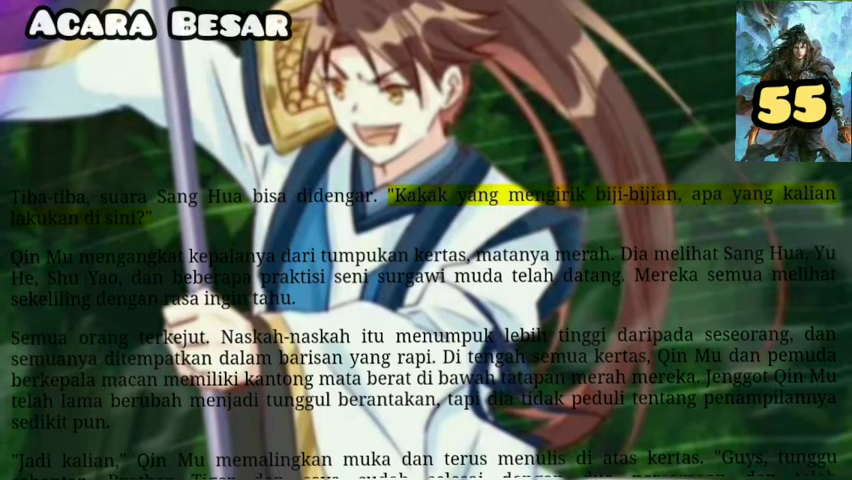 ACARA BESAR
55
Tiba-tiba, suara Sang Hua bisa didengar. "Kakak yang mengirik biji-bijian, apa yang kalian
lakukan di sini?"
Qin Mu mengangkat kepalanya dari tumpukan kertas, matanya merah. Dia melihat Sang Hua, Yu
He, Shu Yao, dan beberapa praktisi seni surgawi muda telah datang. Mereka semua melihat
sekeliling dengan rasa ingin tahu.
Semua orang terkejut. Naskah-naskah itu menumpuk lebih tinggi daripada seseorang, dan
semuanya ditempatkan dalam barisan yang rapi. Di tengah semua kertas, Qin Mu dan pemuda
berkepala macan memiliki kantong mata berat di bawah tatapan merah mereka. Jenggot Qin Mu
telah lama berubah menjadi tunggul berantakan, tapi dia tidak peduli tentang penampilannya
sedikit pun.
"Jadi kalian," Qin Mu memalingkan muka dan terus menulis di atas kertas. "Guys, tunggu